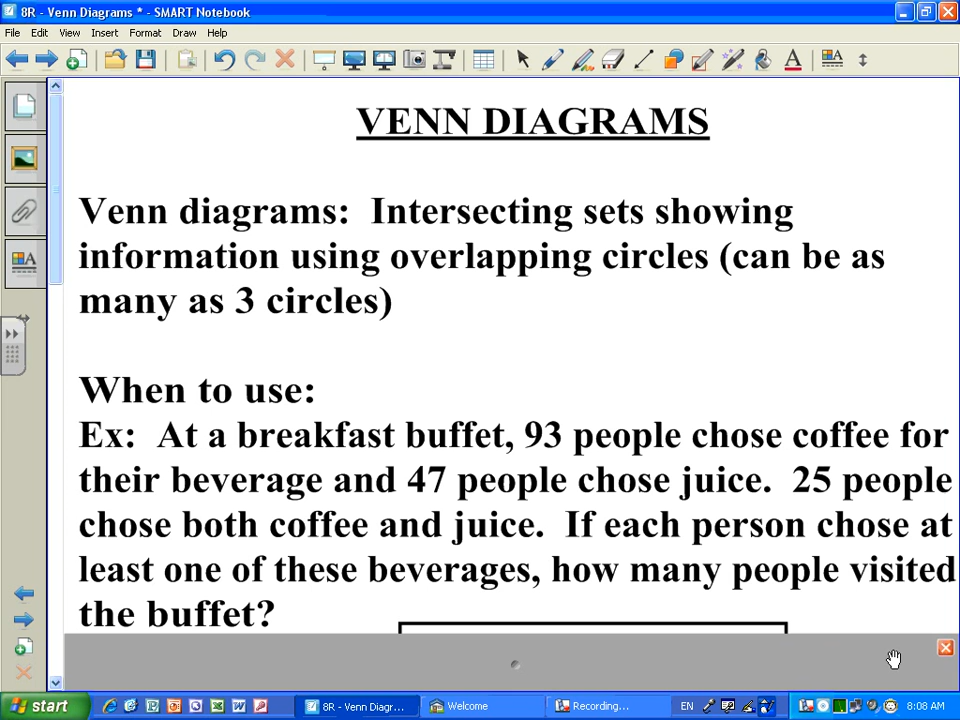 8R - Venn Diagrams * - SMART Notebook
File Edit View Insert Format Draw Help
VENN DIAGRAMS
Venn diagrams: Intersecting sets showing
information using overlapping circles (can be as
many as 3 circles)
When to use:
Ex: At a breakfast buffet, 93 people chose coffee for
their beverage and 47 people chose juice. 25 people
chose both coffee and juice. If each person chose at
least one of these beverages, how many people visited
the buffet?
start 8R - Venn Diagr... Welcome Recording... EN 8:08 AM